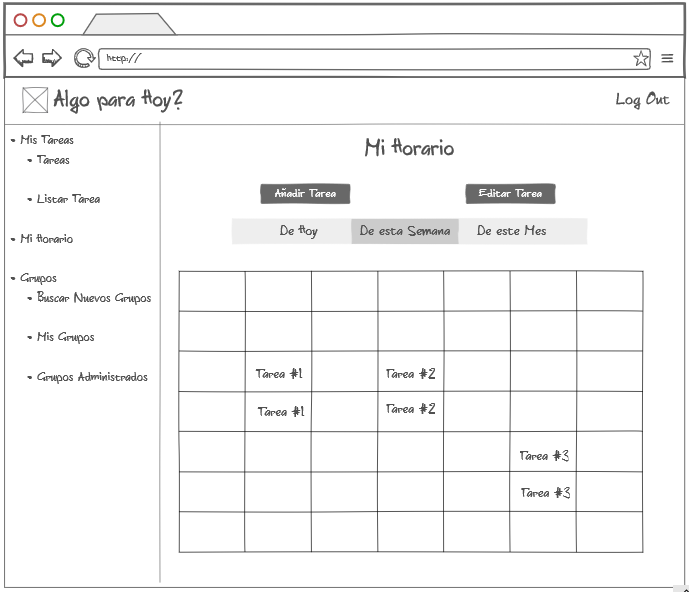 http://
Algo para Hoy?
Log Out
• Mis Tareas
• Tareas
• Listar Tarea
• Mi Horario
• Grupos
• Buscar Nuevos Grupos
• Mis Grupos
• Grupos Administrados
Mi Horario
Añadir Tarea
Editar Tarea
De Hoy
De esta Semana
De este Mes
Tarea #1
Tarea #2
Tarea #1
Tarea #2
Tarea #3
Tarea #3